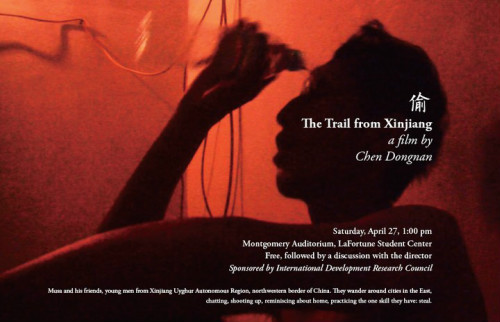 偷
The Trail from Xinjiang
a film by
Chen Dongnan
Saturday, April 27, 1:00 pm
Montgomery Auditorium, LaFortune Student Center
Free, followed by a discussion with the director
Sponsored by International Development Research Council
Musa and his friends, young men from Xinjiang Uyghur Autonomous Region, northwestern border of China. They wander around cities in the East,
chatting, shooting up, reminiscing about home, practicing the one skill they have: steal.